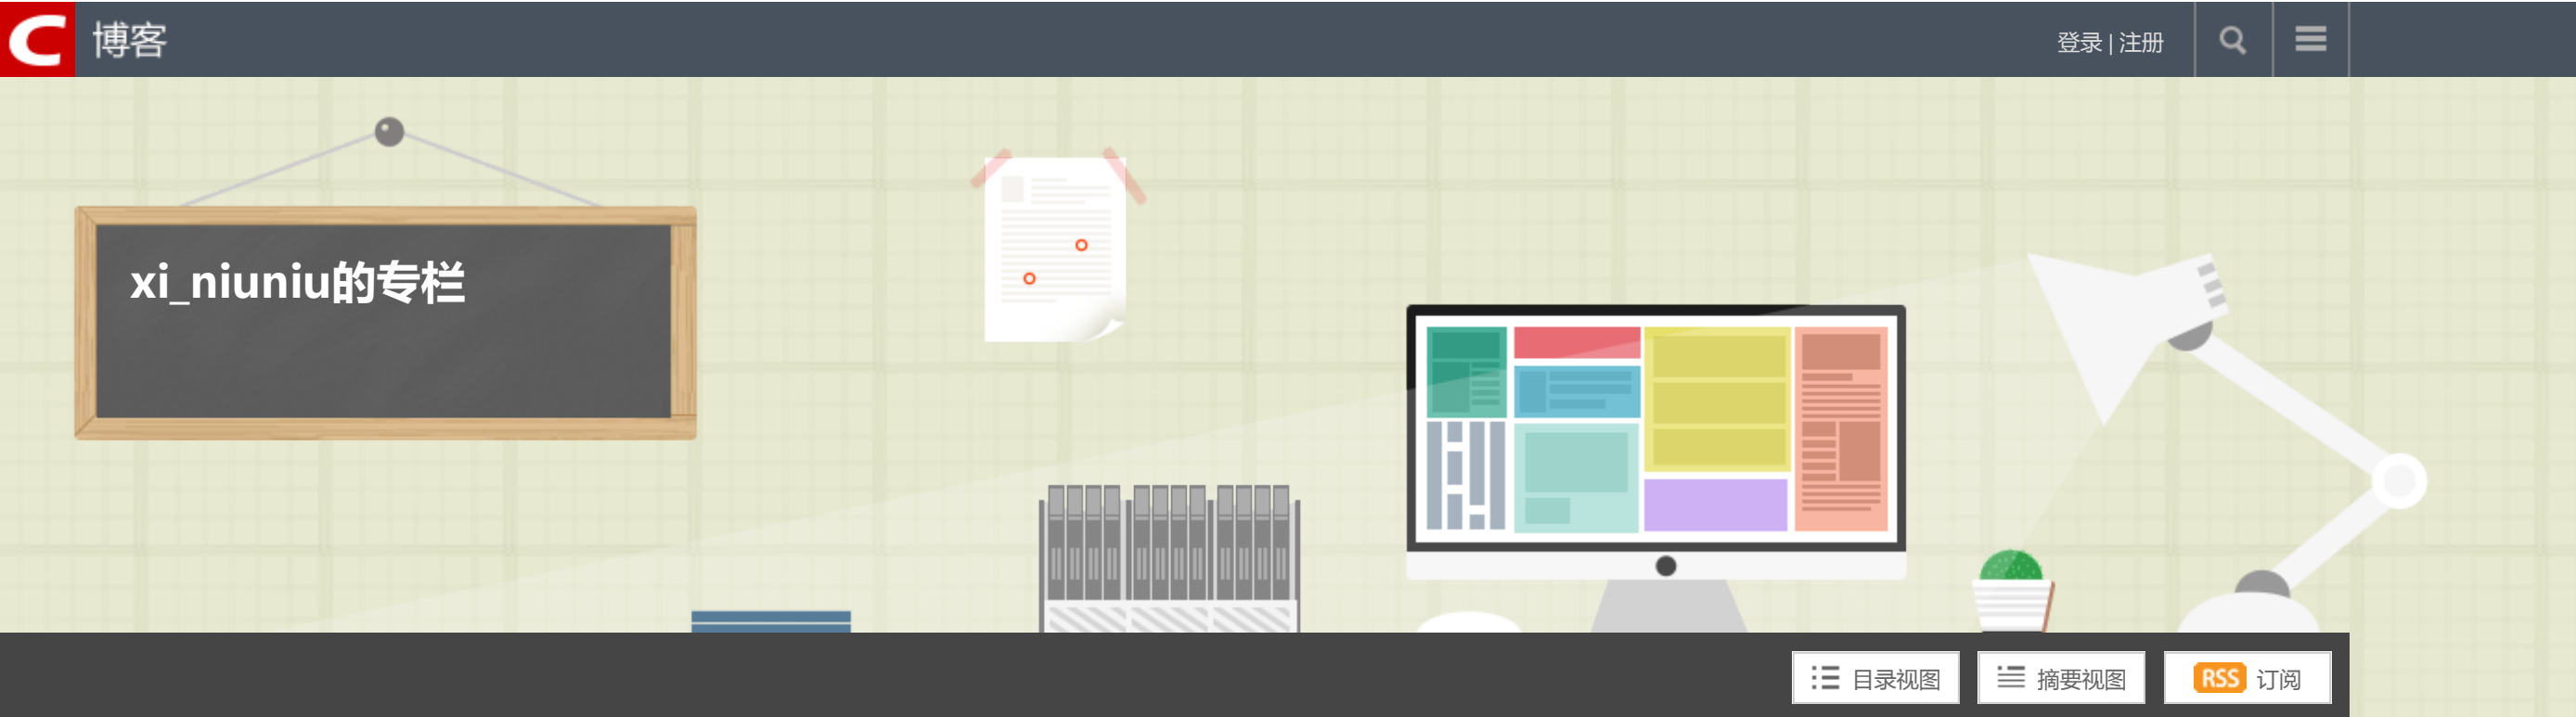 C 博客
登录 | 注册
xi_niuniu的专栏
目录视图
摘要视图
RSS 订阅